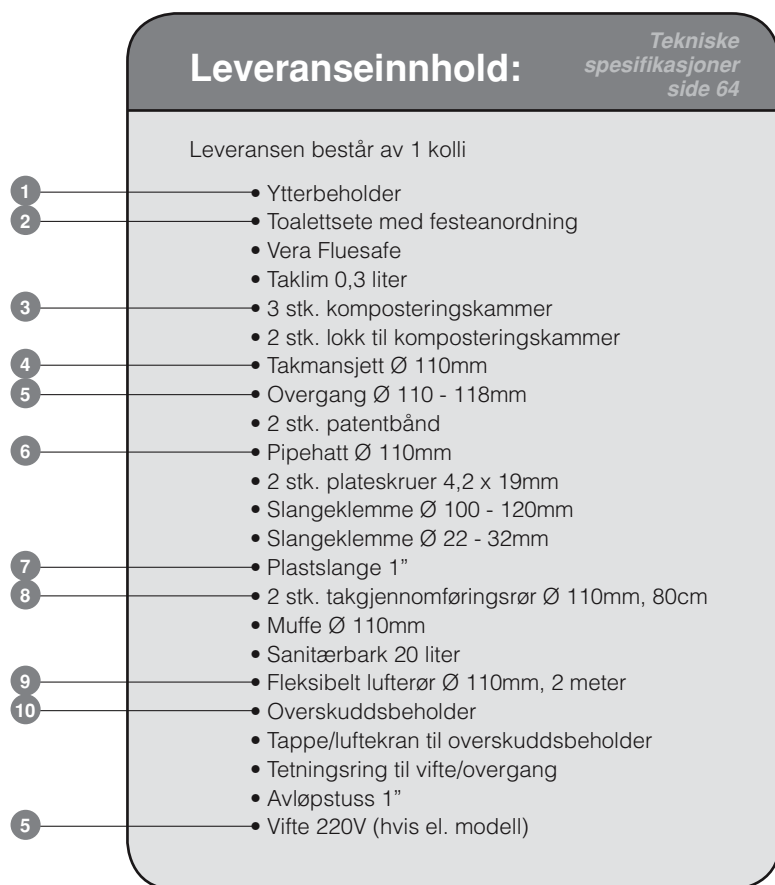 Leveranseinnhold:
Tekniske
spesifikasjoner
side 64
Leveransen består av 1 kolli
1 • Ytterbeholder
2 • Toalettsete med festeanordning
• Vera Fluesafe
• Taklim 0,3 liter
3 • 3 stk. komposteringskammer
• 2 stk. lokk til komposteringskammer
4 • Takmansjett Ø 110mm
5 • Overgang Ø 110 - 118mm
• 2 stk. patentbånd
6 • Pipehatt Ø 110mm
• 2 stk. plateskruer 4,2 x 19mm
• Slangeklemme Ø 100 - 120mm
• Slangeklemme Ø 22 - 32mm
7 • Plastslange 1”
8 • 2 stk. takgjennomføringsrør Ø 110mm, 80cm
• Muffe Ø 110mm
• Sanitærbark 20 liter
9 • Fleksibelt lufterør Ø 110mm, 2 meter
10 • Overskuddsbeholder
• Tappe/luftekran til overskuddsbeholder
• Tetningsring til vifte/overgang
• Avløpstuss 1”
5 • Vifte 220V (hvis el. modell)